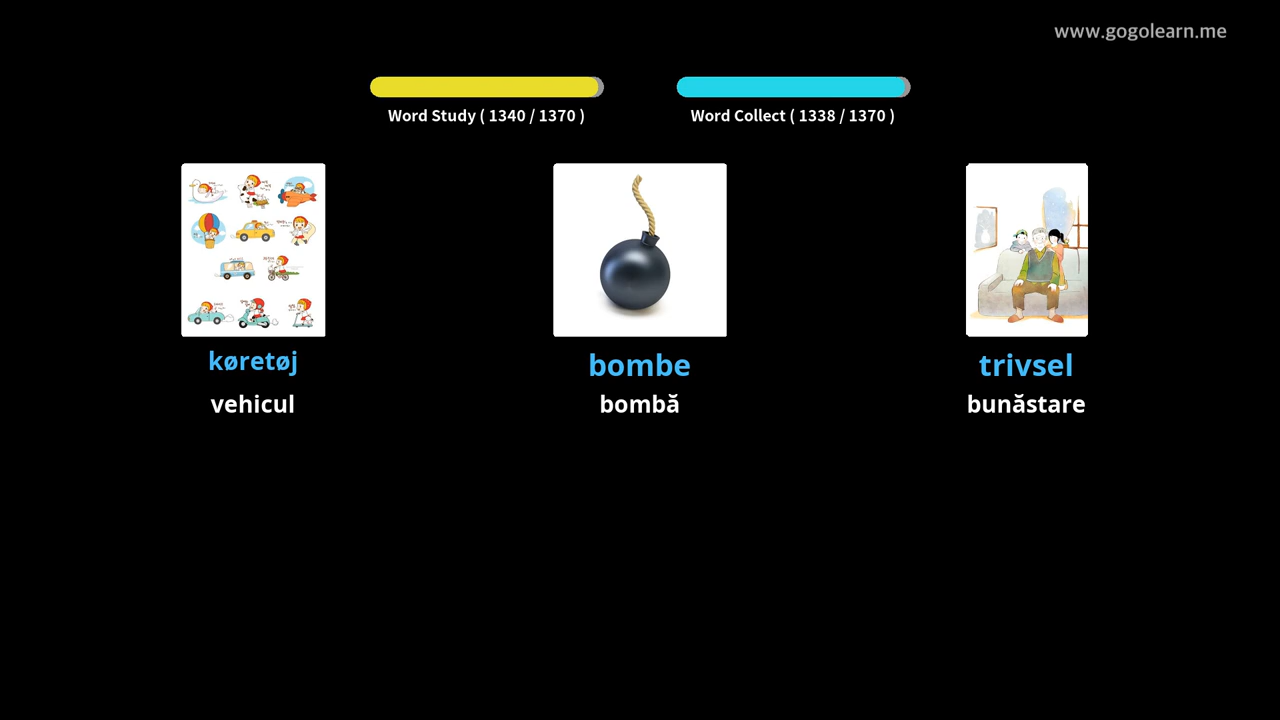 www.gogolearn.me
Word Study ( 1340 / 1370 )
Word Collect ( 1338 / 1370 )
køretøj
bombe
trivsel
vehicul
bombă
bunăstare